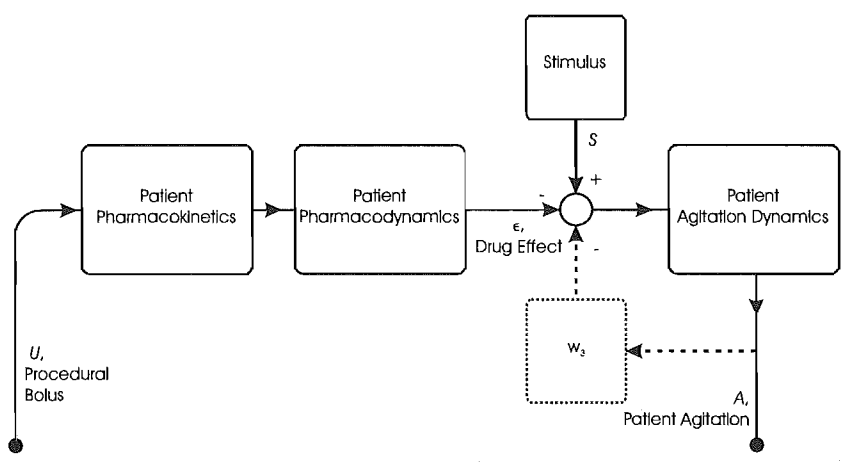 Stimulus
S
Patient
Pharmacokinetics
Patient
Pharmacodynamics
-
+
-
ϵ,
Drug Effect
Patient
Agitation Dynamics
W₃
U,
Procedural
Bolus
A,
Patient Agitation